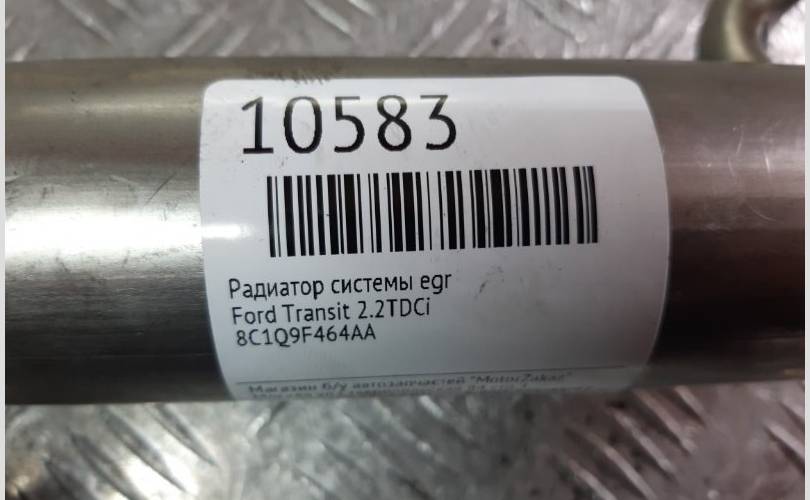 10583
Радиатор системы egr
Ford Transit 2.2TDCi
8C1Q9F464AA
Магазин б/у автозапчастей "MotorZakaz"